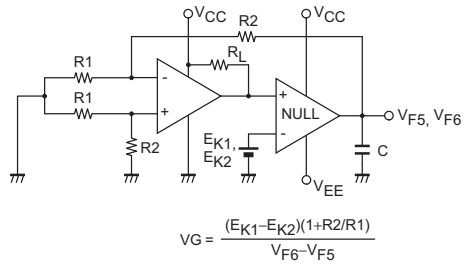 VCC
R2
VCC
R1
RL
R1
-
+
R2
+
NULL
-
EK1,
EK2
VF5, VF6
C
VEE
VG = (EK1–EK2)(1+R2/R1)
VF6–VF5